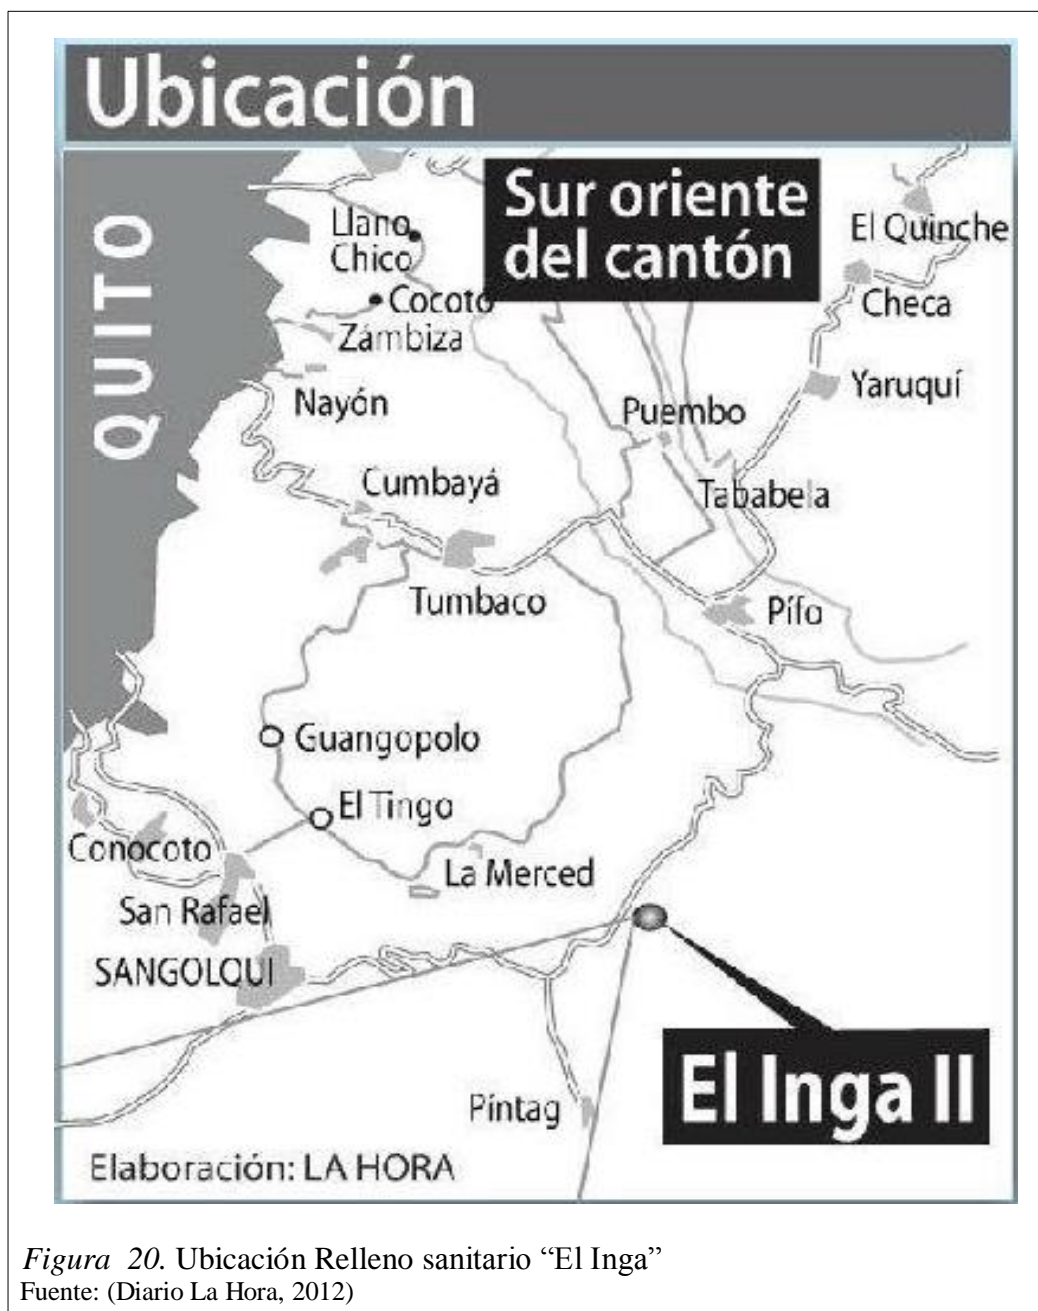 Ubicación
QUITO
Sur oriente
del cantón
Llano
Chico
El Quinche
Cocoto
Checa
Zámbiza
Nayón
Yaruquí
Puembo
Cumbayá
Tababela
Tumbaco
Pífo
Guangopolo
El Tingo
Conocoto
La Merced
San Rafael
SANGOLQUI
El Inga II
Píntag
Elaboración: LA HORA
Figura 20. Ubicación Relleno sanitario “El Inga”
Fuente: (Diario La Hora, 2012)